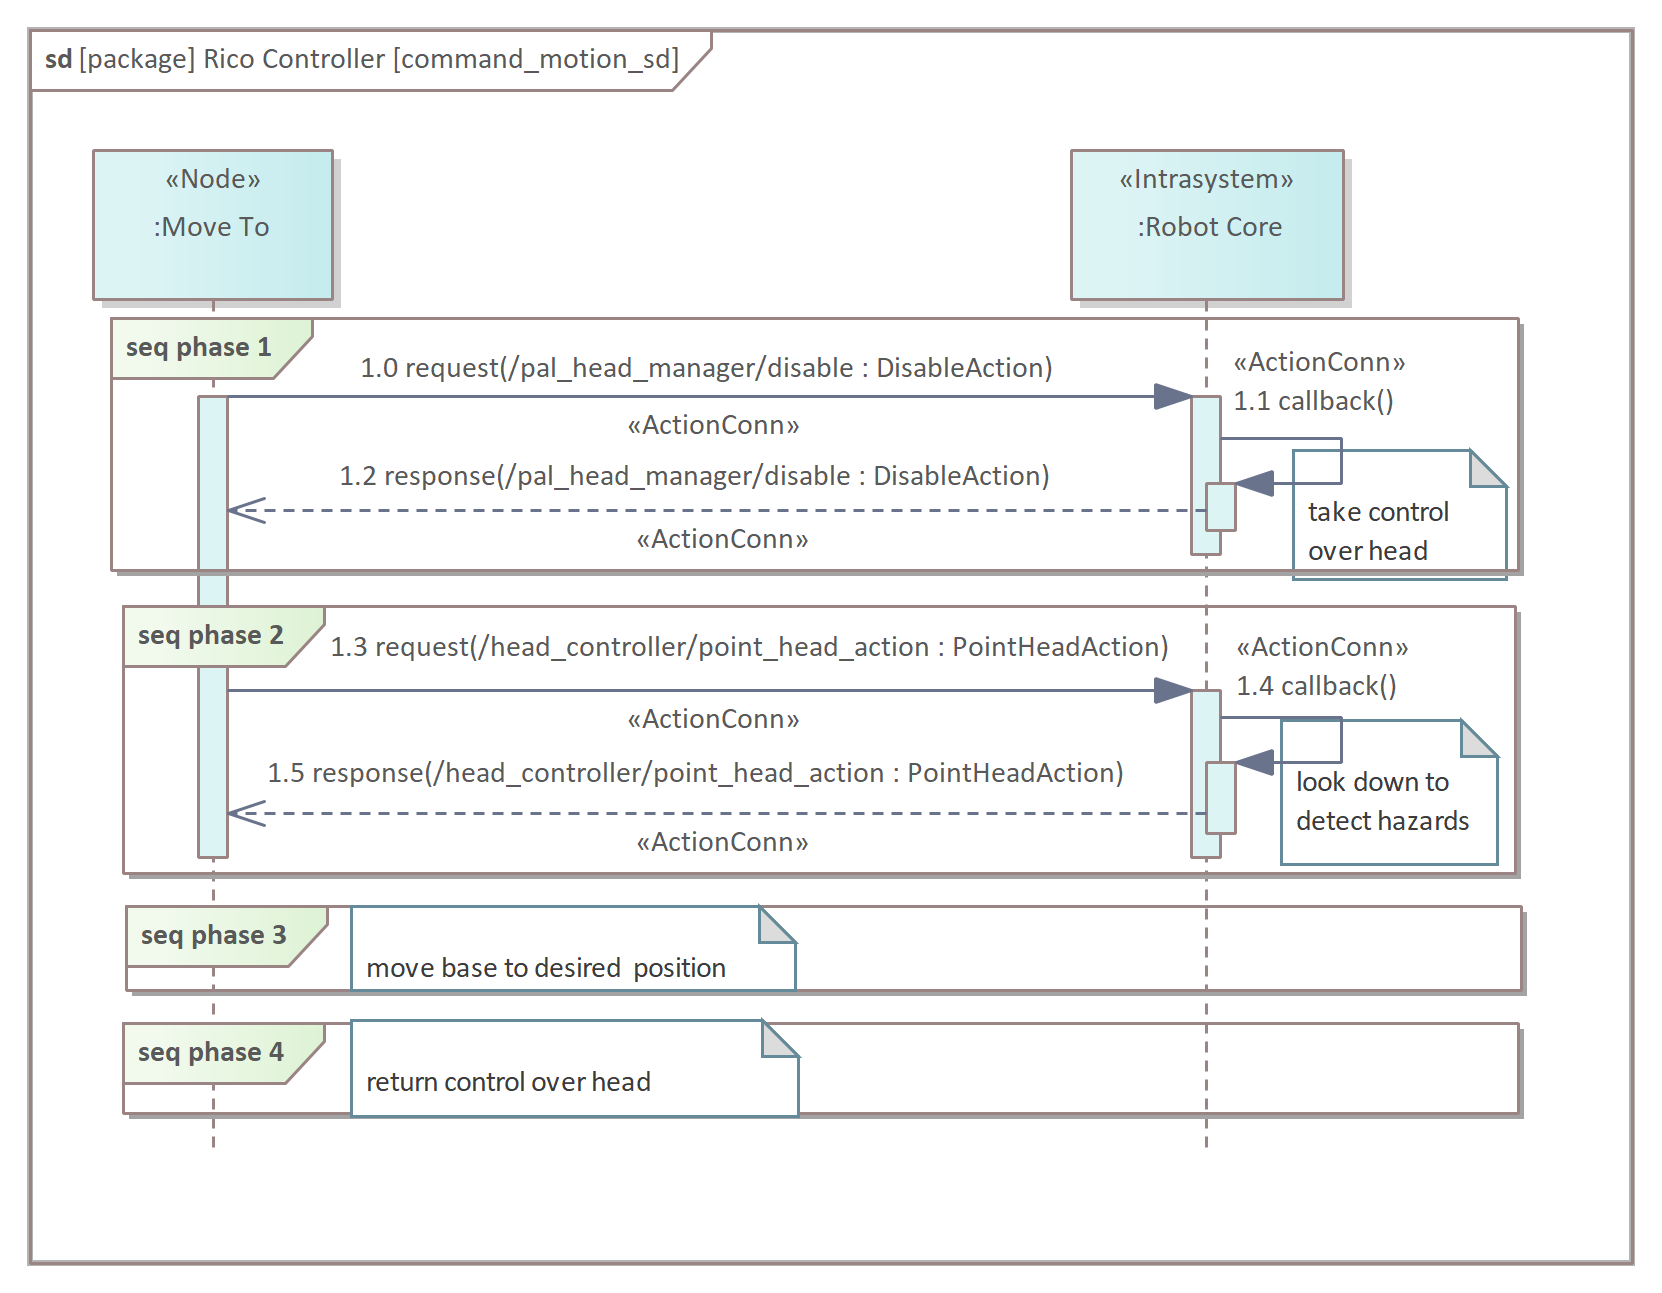 sd [package] Rico Controller [command_motion_sd]
«Node»
:Move To
«Intrasystem»
:Robot Core
seq phase 1
1.0 request(/pal_head_manager/disable : DisableAction)
«ActionConn»
«ActionConn»
1.1 callback()
1.2 response(/pal_head_manager/disable : DisableAction)
«ActionConn»
take control
over head
seq phase 2
1.3 request(/head_controller/point_head_action : PointHeadAction)
«ActionConn»
«ActionConn»
1.4 callback()
1.5 response(/head_controller/point_head_action : PointHeadAction)
«ActionConn»
look down to
detect hazards
seq phase 3
move base to desired  position
seq phase 4
return control over head